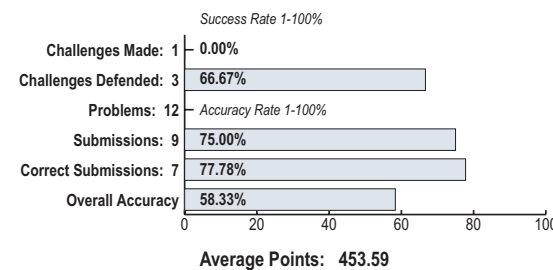 Success Rate 1-100%
Challenges Made: 1 0.00%
Challenges Defended: 3 66.67%
Problems: 12 Accuracy Rate 1-100%
Submissions: 9 75.00%
Correct Submissions: 7 77.78%
Overall Accuracy 58.33%
0 20 40 60 80 100
Average Points: 453.59